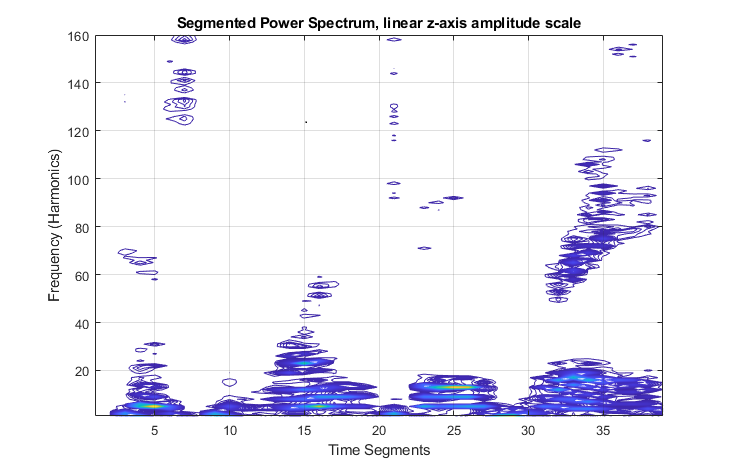 Segmented Power Spectrum, linear z-axis amplitude scale
160
140
120
100
80
60
40
20
Frequency (Harmonics)
5 10 15 20 25 30 35
Time Segments